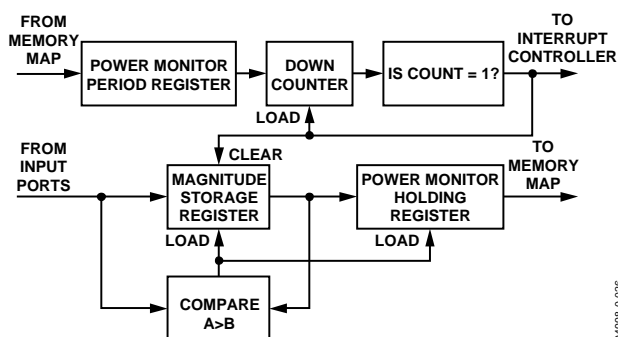 FROM
MEMORY
MAP
POWER MONITOR
PERIOD REGISTER
DOWN
COUNTER
IS COUNT = 1?
TO
INTERRUPT
CONTROLLER
LOAD
CLEAR
FROM
INPUT
PORTS
MAGNITUDE
STORAGE
REGISTER
POWER MONITOR
HOLDING
REGISTER
TO
MEMORY
MAP
LOAD
LOAD
COMPARE
A>B